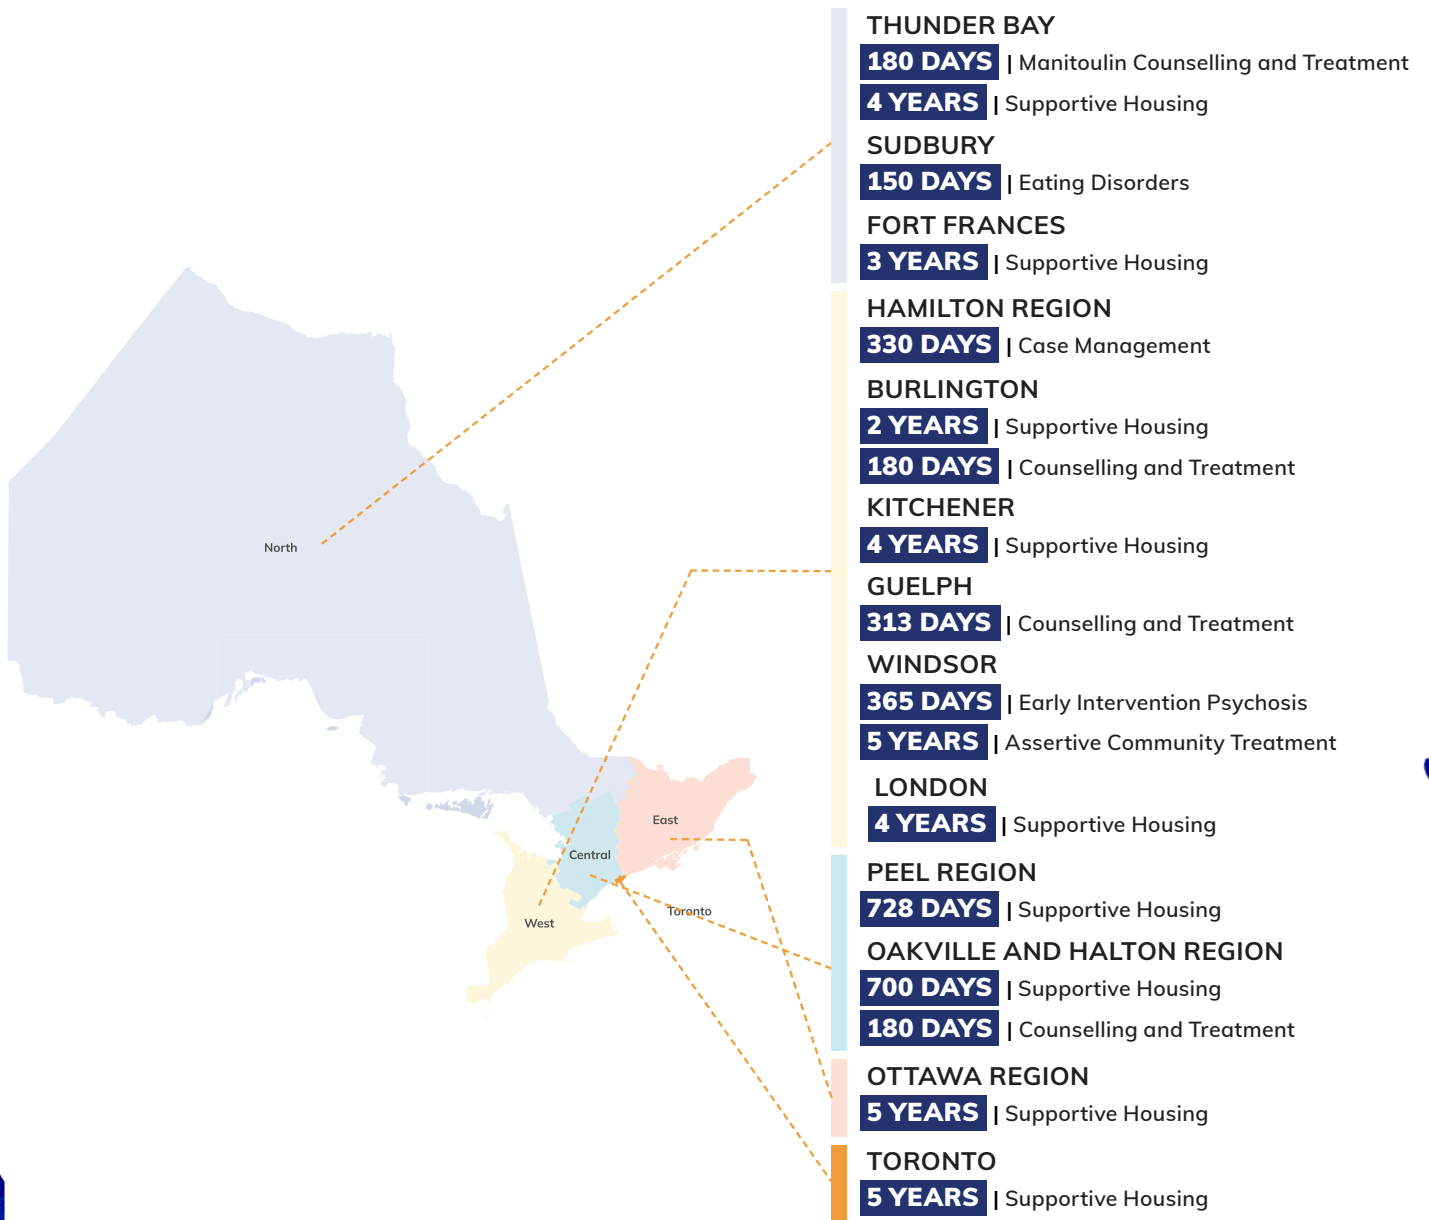 THUNDER BAY
180 DAYS | Manitoulin Counselling and Treatment
4 YEARS | Supportive Housing
SUDBURY
150 DAYS | Eating Disorders
FORT FRANCES
3 YEARS | Supportive Housing
HAMILTON REGION
330 DAYS | Case Management
BURLINGTON
2 YEARS | Supportive Housing
180 DAYS | Counselling and Treatment
KITCHENER
4 YEARS | Supportive Housing
GUELPH
313 DAYS | Counselling and Treatment
WINDSOR
365 DAYS | Early Intervention Psychosis
5 YEARS | Assertive Community Treatment
LONDON
4 YEARS | Supportive Housing
PEEL REGION
728 DAYS | Supportive Housing
OAKVILLE AND HALTON REGION
700 DAYS | Supportive Housing
180 DAYS | Counselling and Treatment
OTTAWA REGION
5 YEARS | Supportive Housing
TORONTO
5 YEARS | Supportive Housing
North
East
Central
Toronto
West